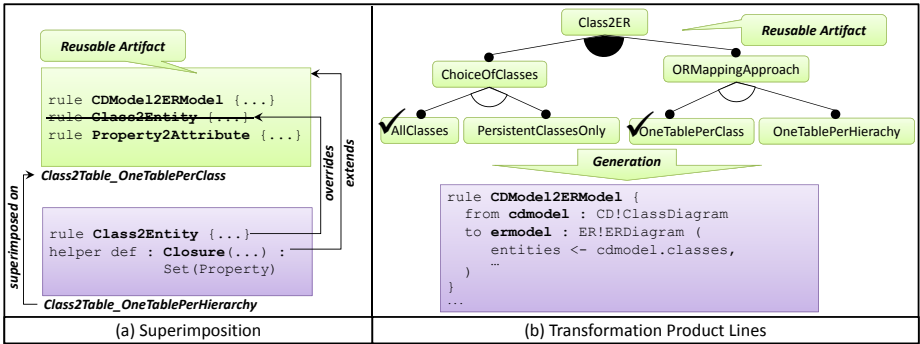 Reusable Artifact
rule CDModel2ERModel {...}
rule Class2Entity {...}
rule Property2Attribute {...}
Class2Table_OneTablePerClass
superimposed on
overrides
extends
rule Class2Entity {...}
helper def : Closure(...) :
Set(Property)
Class2Table_OneTablePerHierarchy
(a) Superimposition
Class2ER
Reusable Artifact
ChoiceOfClasses
ORMappingApproach
AllClasses
PersistentClassesOnly
OneTablePerClass
OneTablePerHierachy
Generation
rule CDModel2ERModel {
from cdmodel : CD!ClassDiagram
to ermodel : ER!ERDiagram (
entities <- cdmodel.classes,
…
)
}
...
(b) Transformation Product Lines